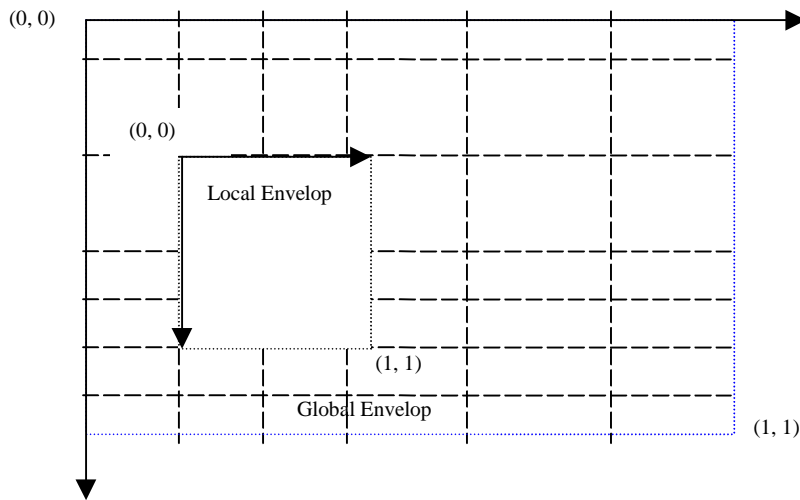 (0, 0)
(0, 0)
Local Envelop
(1, 1)
Global Envelop
(1, 1)